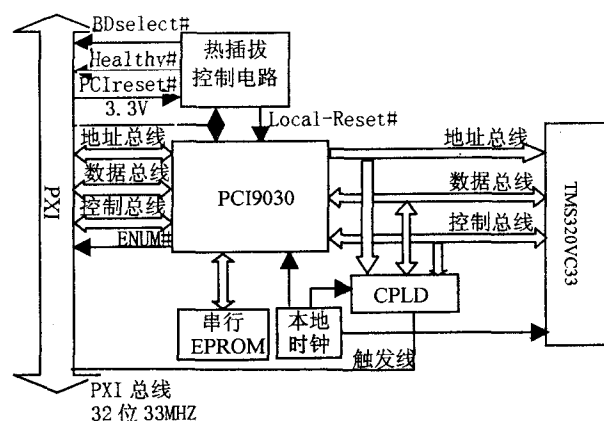 BDselect#
Healthy#
PCIreset#
3.3V
热插拔
控制电路
Local-Reset#
地址总线
数据总线
控制总线
ENUM#
PXI
PCI9030
地址总线
数据总线
控制总线
TMS320VC33
CPLD
串行
EPROM
本地
时钟
触发线
PXI 总线
32 位 33MHZ